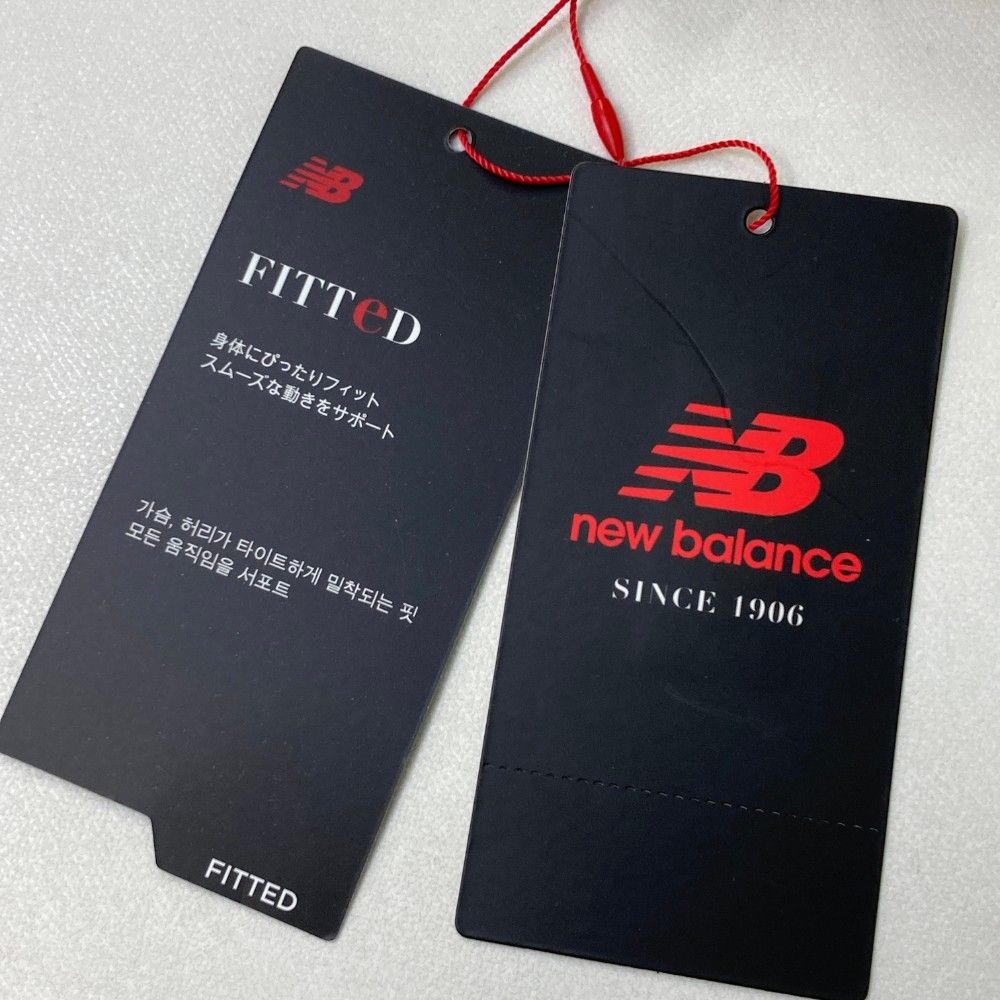 NB
FITTeD
身体にぴったりフィット
スムーズな動きをサポート
가슴, 허리가 타이트하게 밀착되는 핏
모든 움직임을 서포트
FITTED
NB
new balance
SINCE 1906